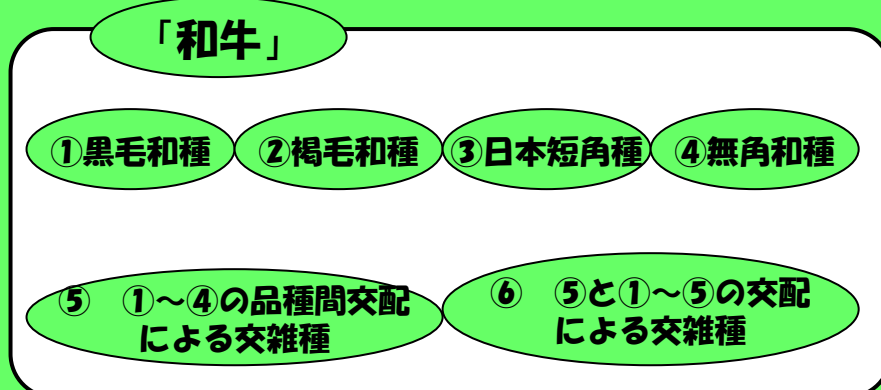 「和牛」
①黒毛和種
②褐毛和種
③日本短角種
④無角和種
⑤　①～④の品種間交配
による交雑種
⑥　⑤と①～⑤の交配
による交雑種